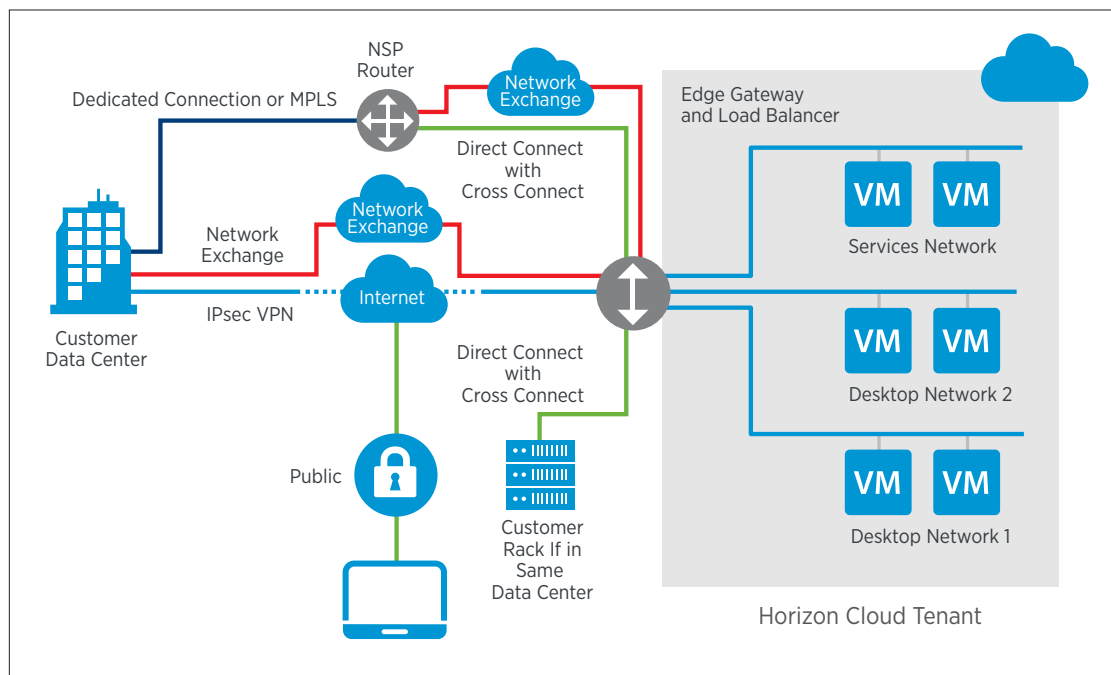 NSP
Router
Dedicated Connection or MPLS
Network
Exchange
Edge Gateway
and Load Balancer
Direct Connect
with
Cross Connect
VM VM
Services Network
Network
Exchange
Network
Exchange
Internet
IPsec VPN
Customer
Data Center
VM VM
Desktop Network 2
Direct Connect
with
Cross Connect
Public
VM VM
Desktop Network 1
Customer
Rack If in
Same
Data Center
Horizon Cloud Tenant